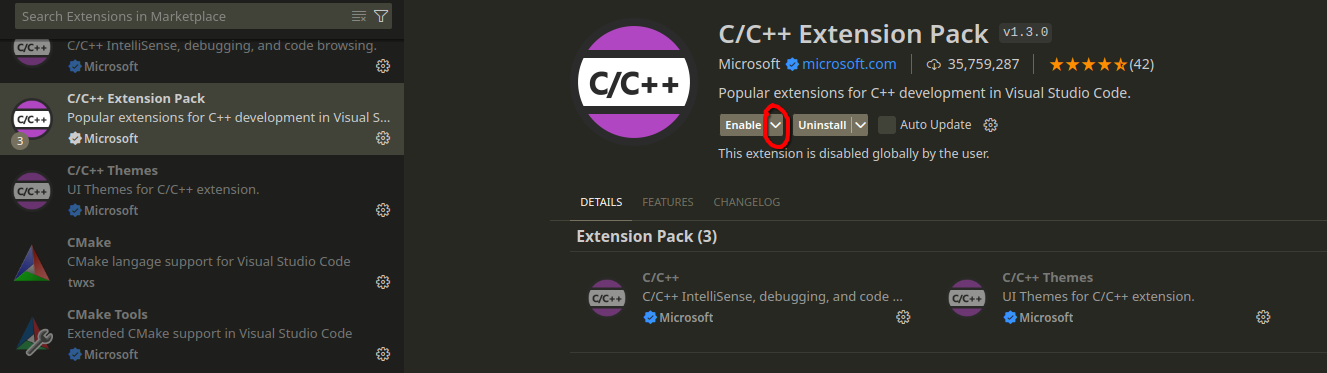 Search Extensions in Marketplace
C/C++
C/C++ IntelliSense, debugging, and code browsing.
Microsoft
C/C++
3
C/C++ Extension Pack
Popular extensions for C++ development in Visual S...
Microsoft
C/C++
C/C++ Themes
UI Themes for C/C++ extension.
Microsoft
CMake
CMake langage support for Visual Studio Code
twxs
CMake Tools
Extended CMake support in Visual Studio Code
Microsoft
C/C++
C/C++ Extension Pack v1.3.0
Microsoft microsoft.com 35,759,287 (42)
Popular extensions for C++ development in Visual Studio Code.
Enable Uninstall Auto Update
This extension is disabled globally by the user.
DETAILS FEATURES CHANGELOG
Extension Pack (3)
C/C++
C/C++
C/C++ IntelliSense, debugging, and code ...
Microsoft
C/C++
C/C++ Themes
UI Themes for C/C++ extension.
Microsoft